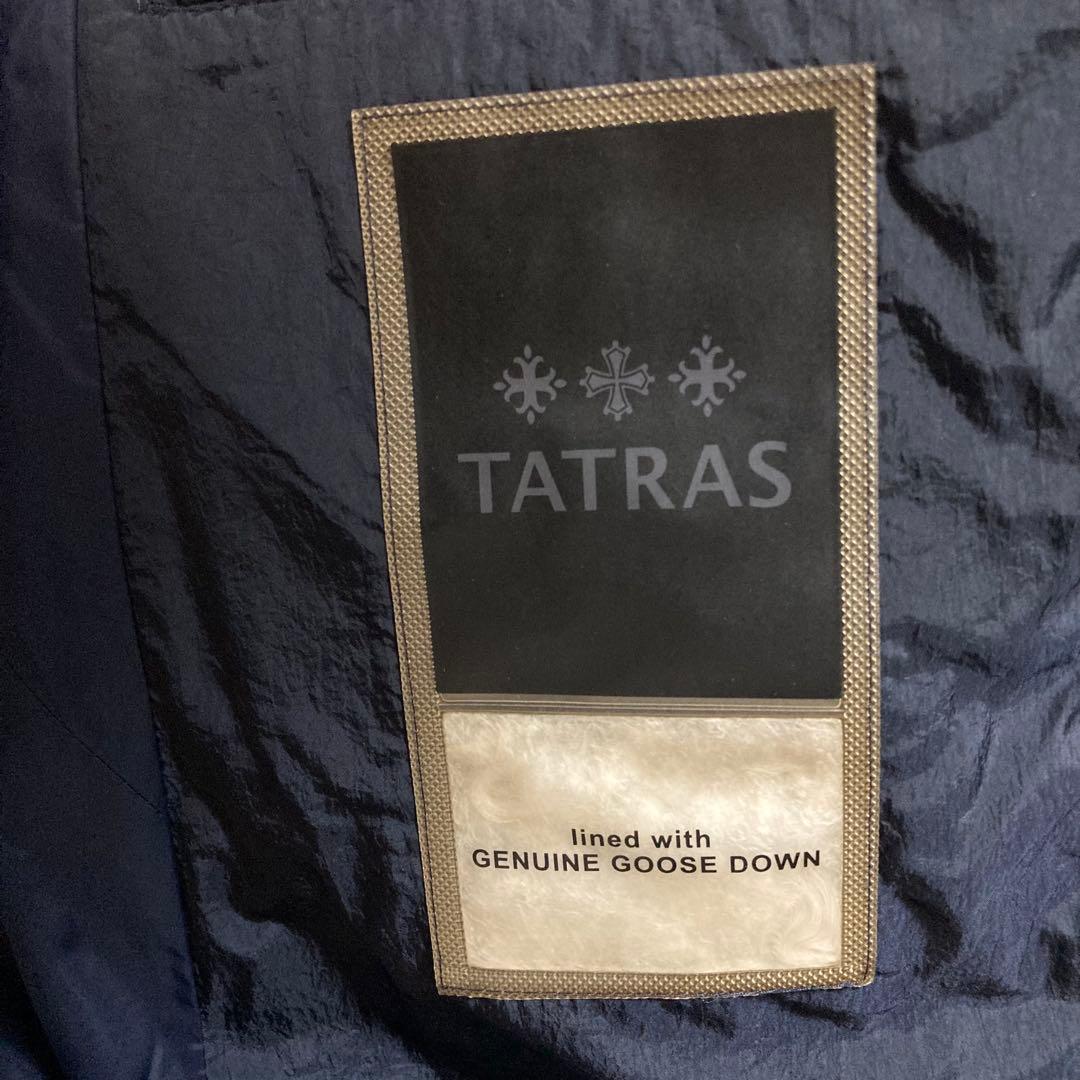 TATRAS
lined with
GENUINE GOOSE DOWN